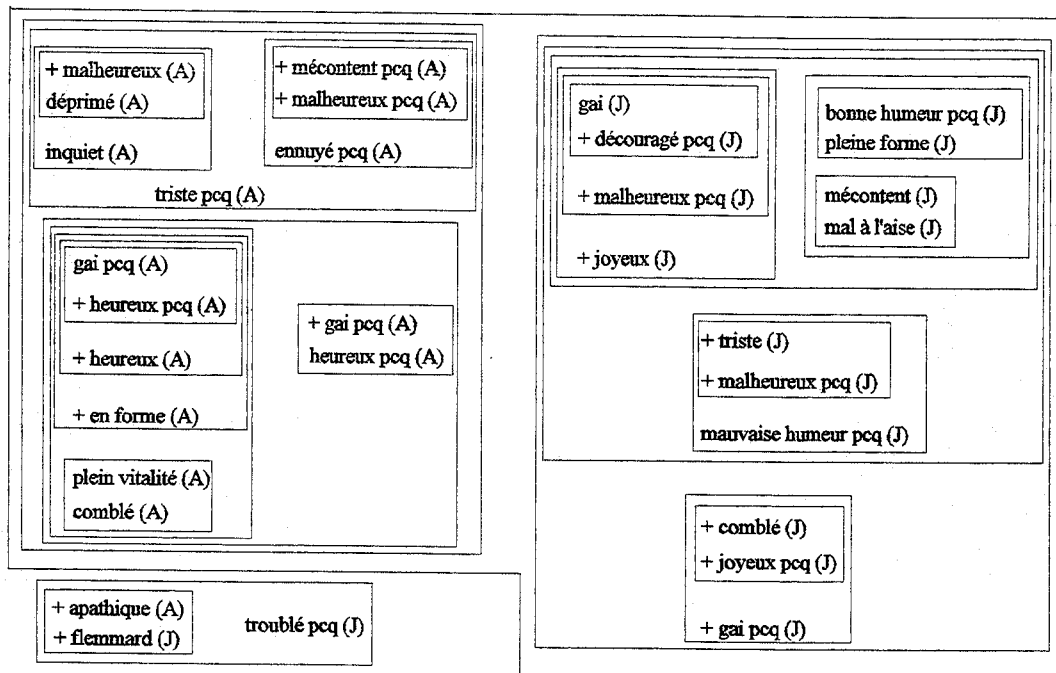 + malheureux (A)
déprimé (A)
inquiet (A)
+ mécontent pcq (A)
+ malheureux pcq (A)
ennuyé pcq (A)
triste pcq (A)
gai pcq (A)
+ heureux pcq (A)
+ heureux (A)
+ en forme (A)
plein vitalité (A)
comblé (A)
+ gai pcq (A)
heureux pcq (A)
+ apathique (A)
+ flemmard (J)
troublé pcq (J)
gai (J)
+ découragé pcq (J)
+ malheureux pcq (J)
+ joyeux (J)
bonne humeur pcq (J)
pleine forme (J)
mécontent (J)
mal à l'aise (J)
+ triste (J)
+ malheureux pcq (J)
mauvaise humeur pcq (J)
+ comblé (J)
+ joyeux pcq (J)
+ gai pcq (J)